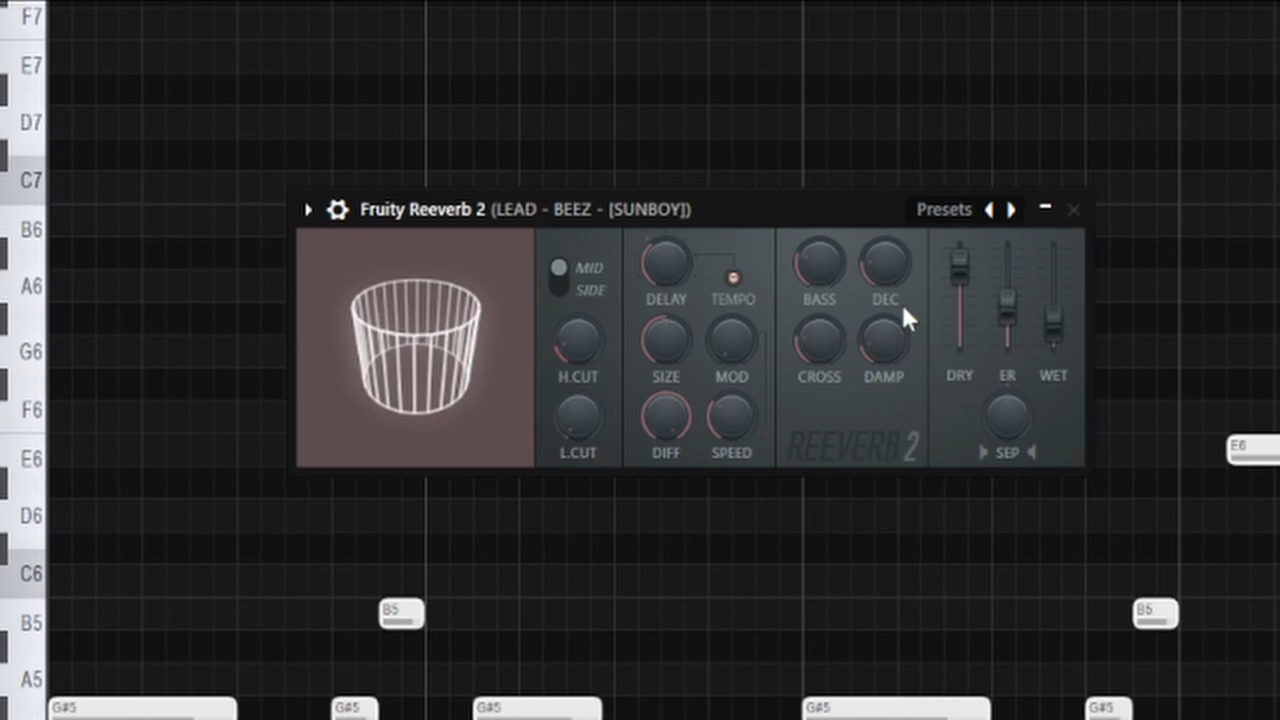 F7
E7
D7
C7
B6
A6
G6
F6
E6
D6
C6
B5
A5
Fruity Reeverb 2 (LEAD - BEEZ - [SUNBOY])
Presets
MID
SIDE
DELAY
TEMPO
BASS
DEC
H.CUT
SIZE
MOD
CROSS
DAMP
DRY
ER
WET
L.CUT
DIFF
SPEED
REEVERB 2
SEP
E6
B5
B5
G#5
G#5
G#5
G#5
G#5